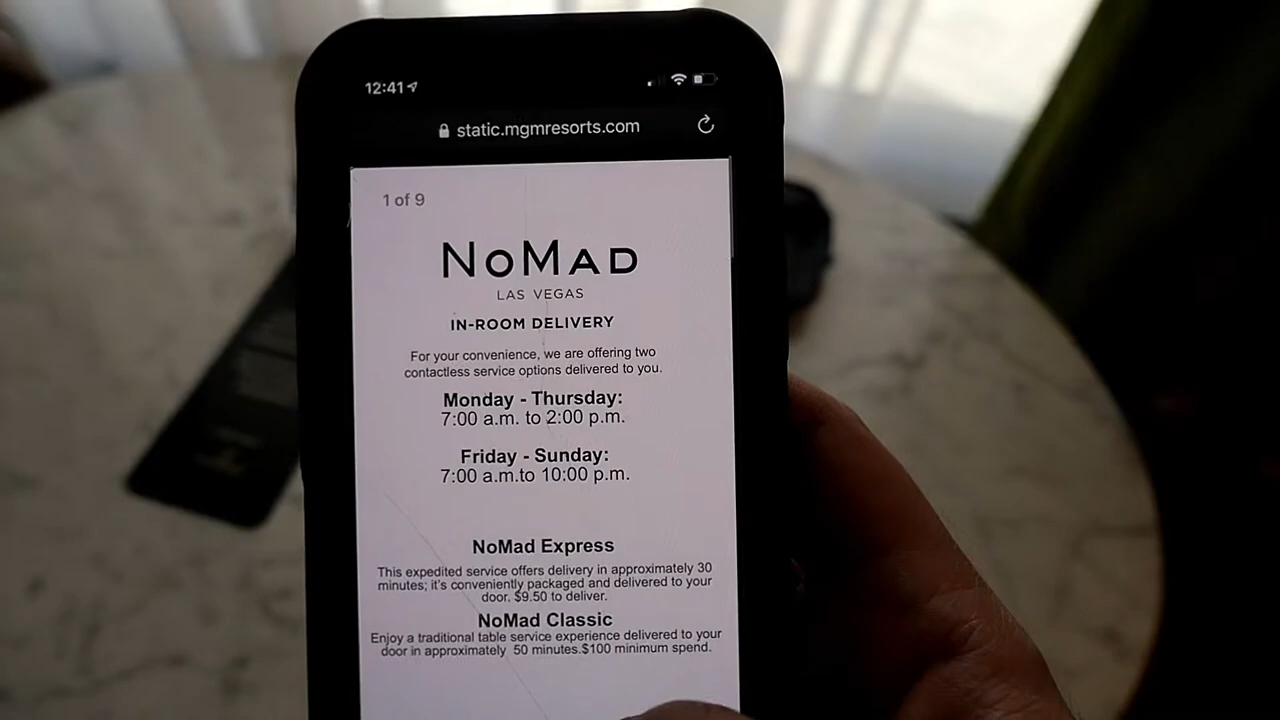 12:41
static.mgmresorts.com
1 of 9
NOMAD
LAS VEGAS
IN-ROOM DELIVERY
For your convenience, we are offering two
contactless service options delivered to you.
Monday - Thursday:
7:00 a.m. to 2:00 p.m.
Friday - Sunday:
7:00 a.m.to 10:00 p.m.
NoMad Express
This expedited service offers delivery in approximately 30
minutes; it's conveniently packaged and delivered to your
door. $9.50 to deliver.
NoMad Classic
Enjoy a traditional table service experience delivered to your
door in approximately 50 minutes.$100 minimum spend.